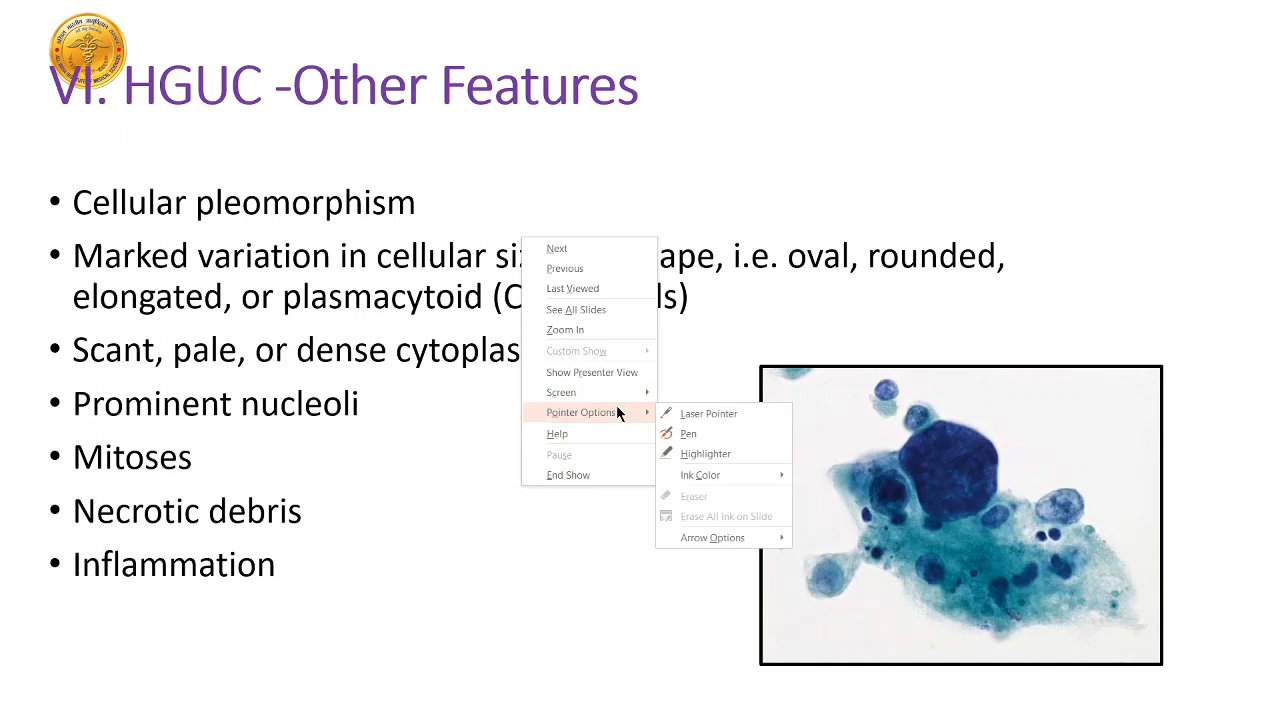 VI. HGUC -Other Features
• Cellular pleomorphism
• Marked variation in cellular ape, i.e. oval, rounded,
elongated, or plasmacytoid
• Scant, pale, or dense cytoplas
• Prominent nucleoli
• Mitoses
• Necrotic debris
• Inflammation
Next
Previous
Last Viewed
See All Slides
Zoom In
Custom Show
Show Presenter View
Screen
Pointer Options
Help
Pause
End Show
Laser Pointer
Pen
Highlighter
Ink Color
Eraser
Erase All Ink on Slide
Arrow Options